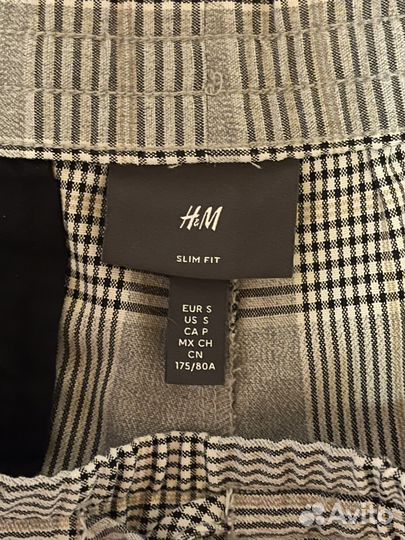 H&M
SLIM FIT
EUR S
US S
CA P
MX CH
CN
175/80A
Avito